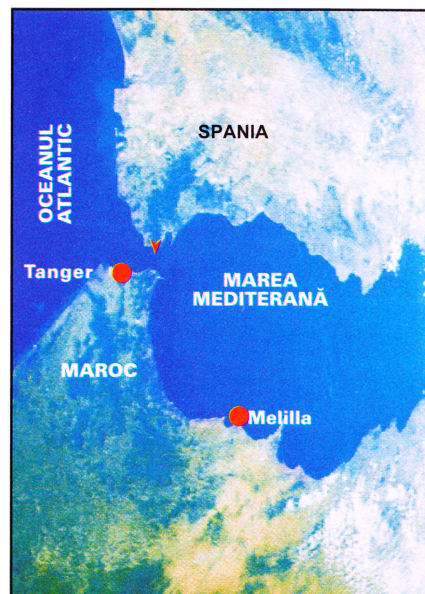 SPANIA
OCEANUL
ATLANTIC
Tanger
MAREA
MEDITERANĂ
MAROC
Melilla